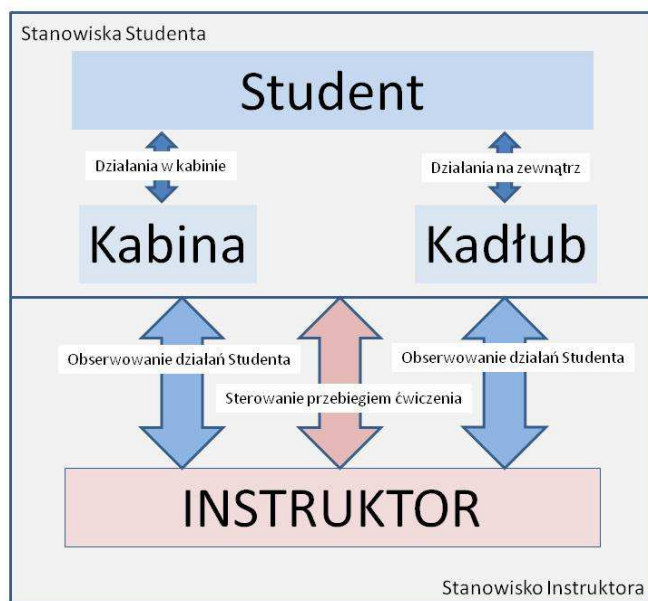 Stanowiska Studenta
Student
Działania w kabinie
Działania na zewnątrz
Kabina
Kadłub
Obserwowanie działań Studenta
Obserwowanie działań Studenta
Sterowanie przebiegiem ćwiczenia
INSTRUKTOR
Stanowisko Instruktora